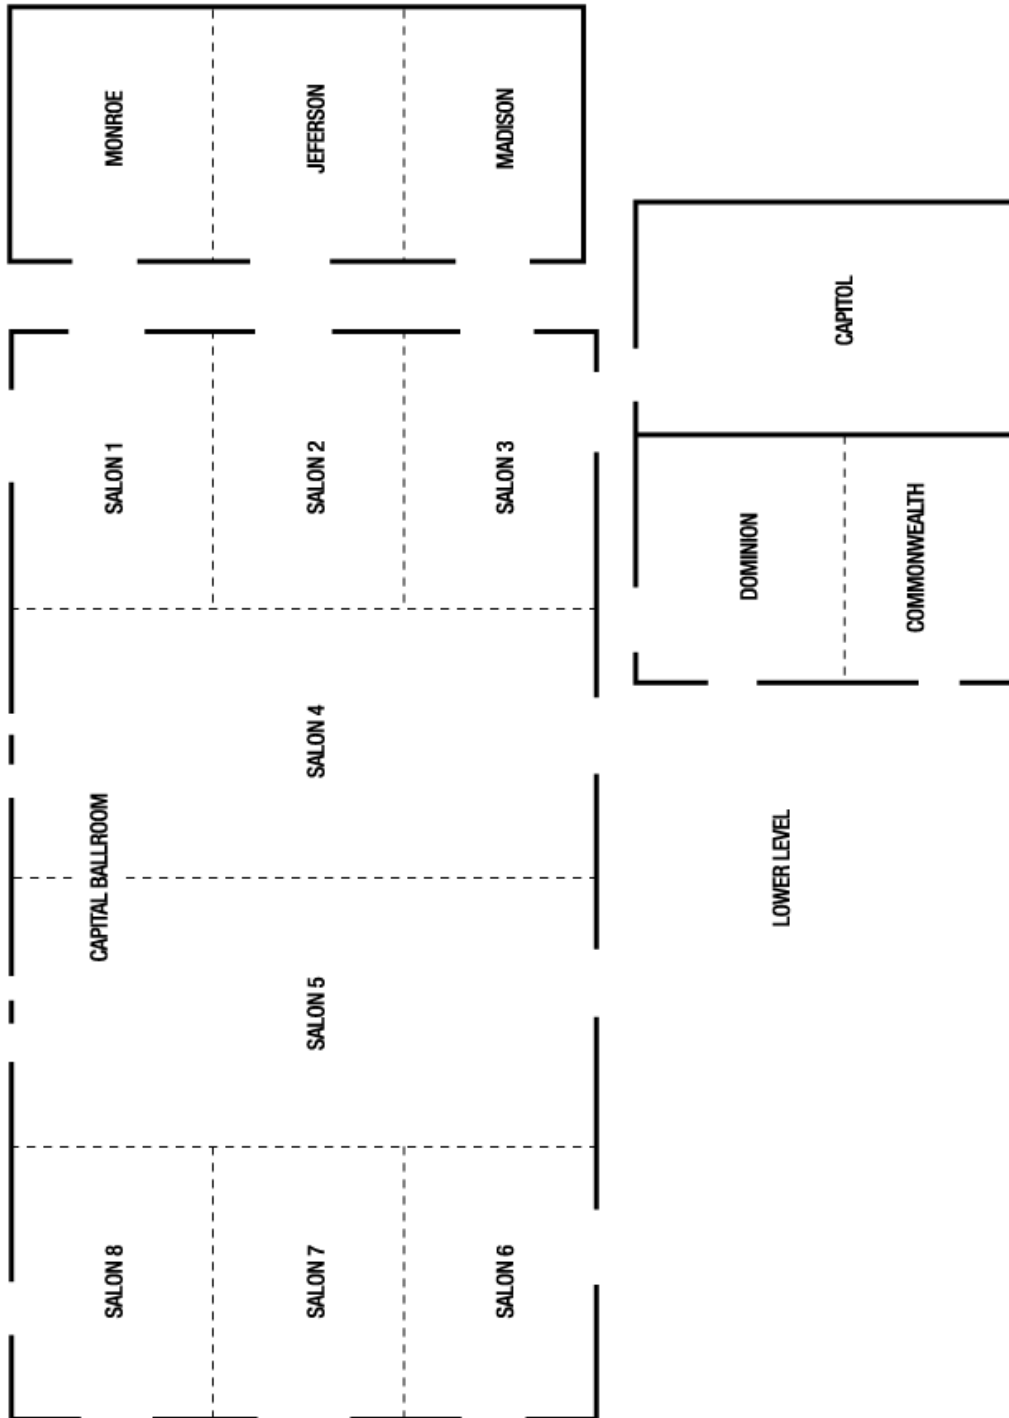 MONROE
JEFERSON
MADISON
CAPITOL
SALON 1
SALON 2
SALON 3
DOMINION
COMMONWEALTH
SALON 4
CAPITAL BALLROOM
LOWER LEVEL
SALON 5
SALON 8
SALON 7
SALON 6